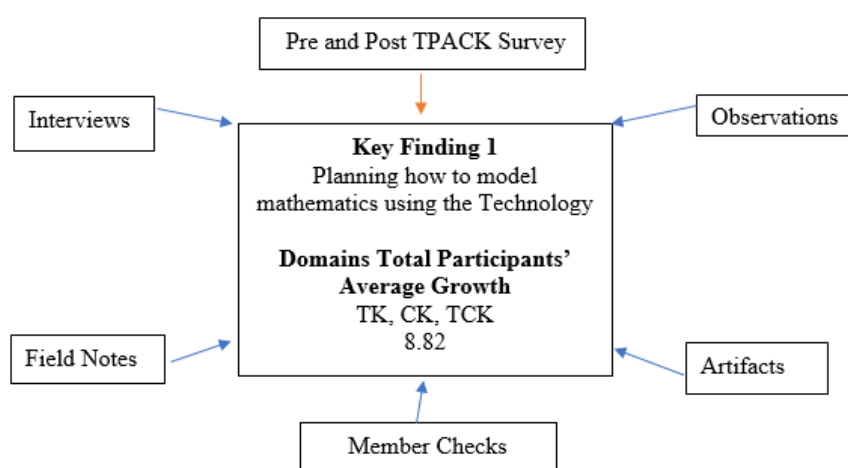 Pre and Post TPACK Survey
Interviews
Observations
Key Finding 1
Planning how to model
mathematics using the Technology
Domains Total Participants’
Average Growth
TK, CK, TCK
8.82
Field Notes
Artifacts
Member Checks